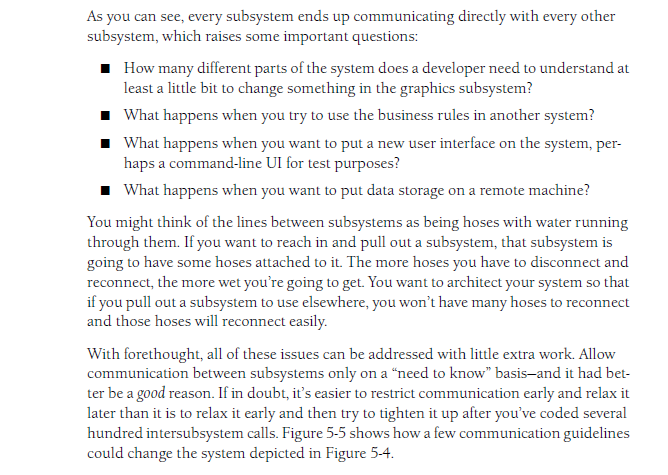 As you can see, every subsystem ends up communicating directly with every other
subsystem, which raises some important questions:
■ How many different parts of the system does a developer need to understand at
least a little bit to change something in the graphics subsystem?
■ What happens when you try to use the business rules in another system?
■ What happens when you want to put a new user interface on the system, per-
haps a command-line UI for test purposes?
■ What happens when you want to put data storage on a remote machine?
You might think of the lines between subsystems as being hoses with water running
through them. If you want to reach in and pull out a subsystem, that subsystem is
going to have some hoses attached to it. The more hoses you have to disconnect and
reconnect, the more wet you're going to get. You want to architect your system so that
if you pull out a subsystem to use elsewhere, you won't have many hoses to reconnect
and those hoses will reconnect easily.
With forethought, all of these issues can be addressed with little extra work. Allow
communication between subsystems only on a “need to know” basis—and it had bet-
ter be a good reason. If in doubt, it's easier to restrict communication early and relax it
later than it is to relax it early and then try to tighten it up after you've coded several
hundred intersubsystem calls. Figure 5-5 shows how a few communication guidelines
could change the system depicted in Figure 5-4.